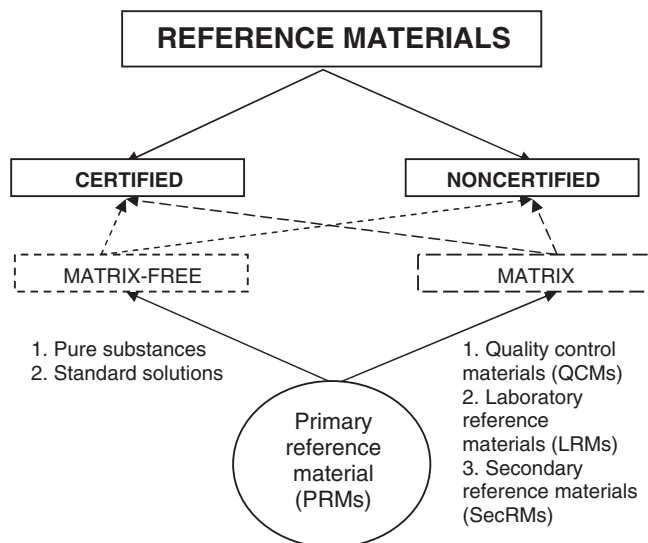 REFERENCE MATERIALS
CERTIFIED
NONCERTIFIED
MATRIX-FREE
MATRIX
1. Pure substances
2. Standard solutions
1. Quality control
materials (QCMs)
2. Laboratory
reference
materials (LRMs)
3. Secondary
reference materials
(SecRMs)
Primary
reference
material
(PRMs)